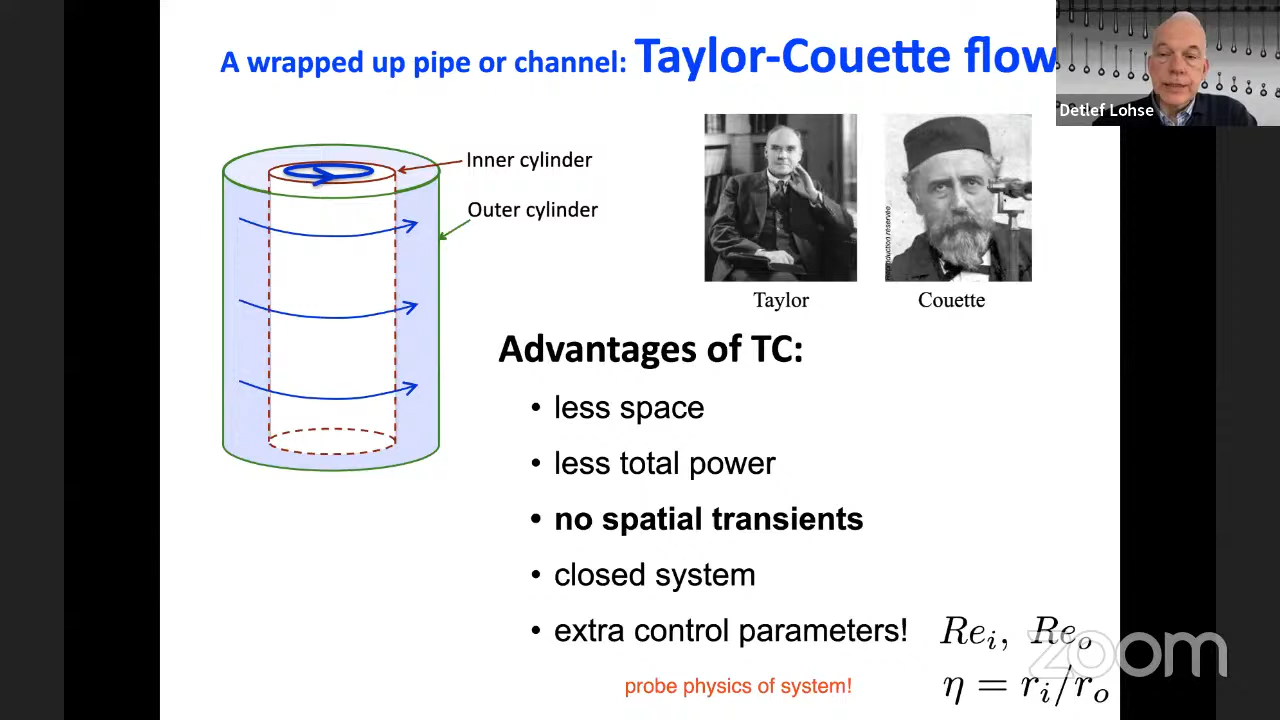 A wrapped up pipe or channel: Taylor-Couette flow
Detlef Lohse
Inner cylinder
Outer cylinder
Reproduction réservée
Taylor
Couette
Advantages of TC:
• less space
• less total power
• no spatial transients
• closed system
• extra control parameters! Re_i, Re_o
zoom
probe physics of system! η = r_i/r_o